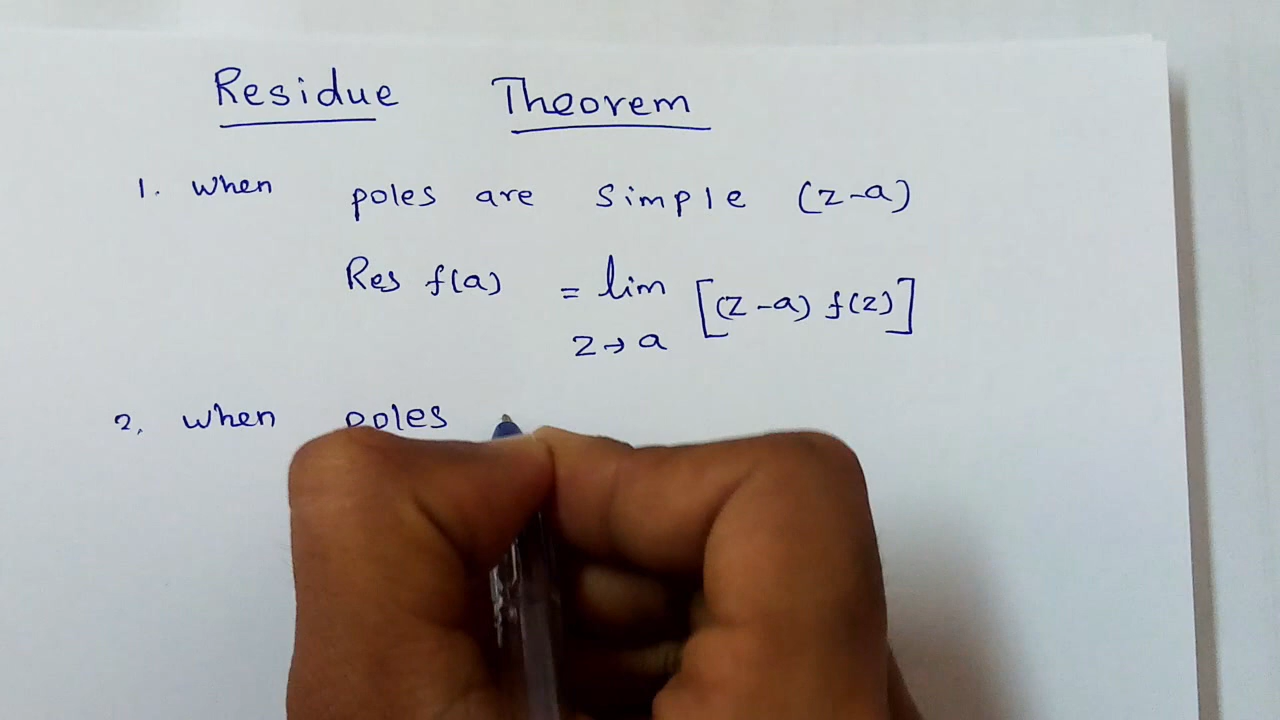 Residue Theorem
1. When poles are Simple (z-a)
Res f(a) = lim [(z-a) f(z)]
z→a
2. when poles